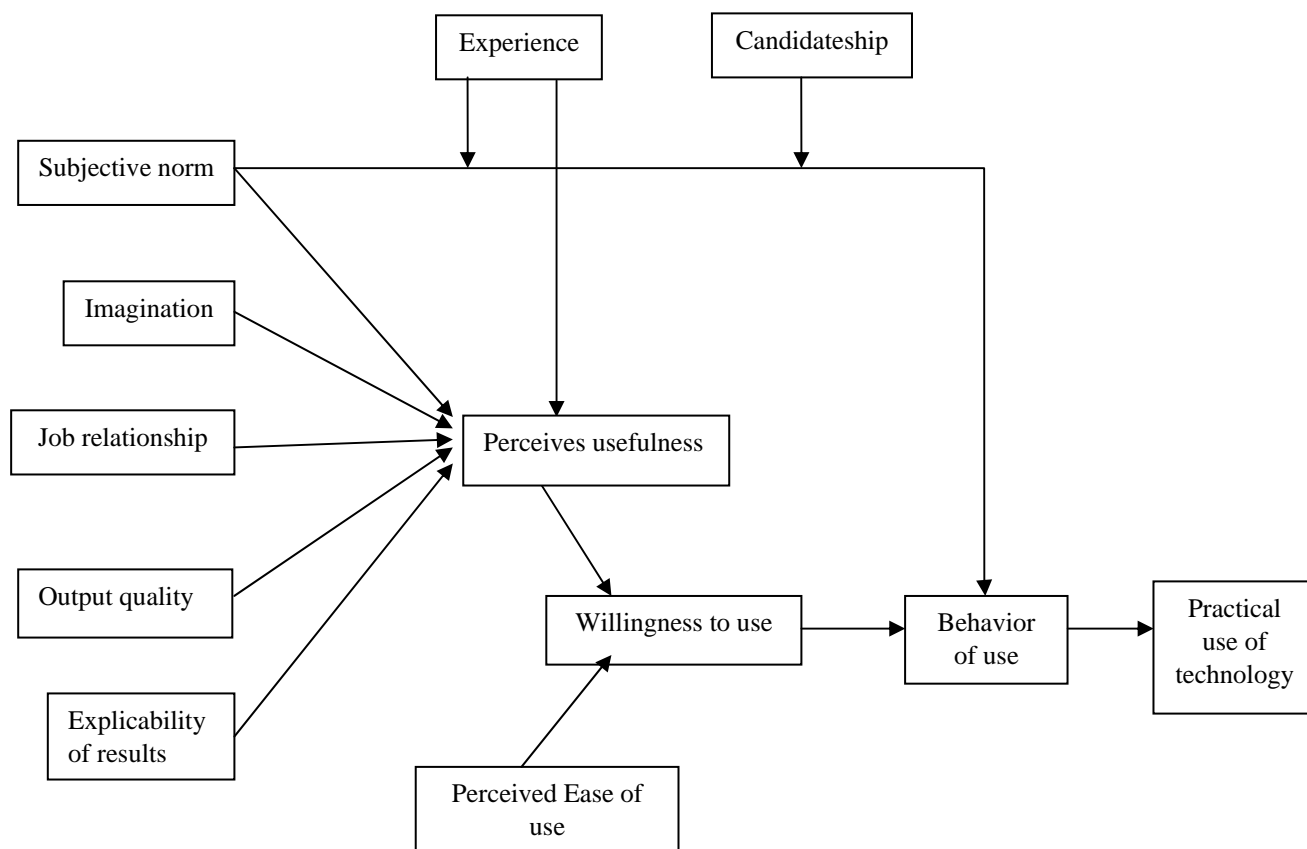 Experience
Candidateship
Subjective norm
Imagination
Job relationship
Perceives usefulness
Output quality
Willingness to use
Behavior
of use
Practical
use of
technology
Explicability
of results
Perceived Ease of
use